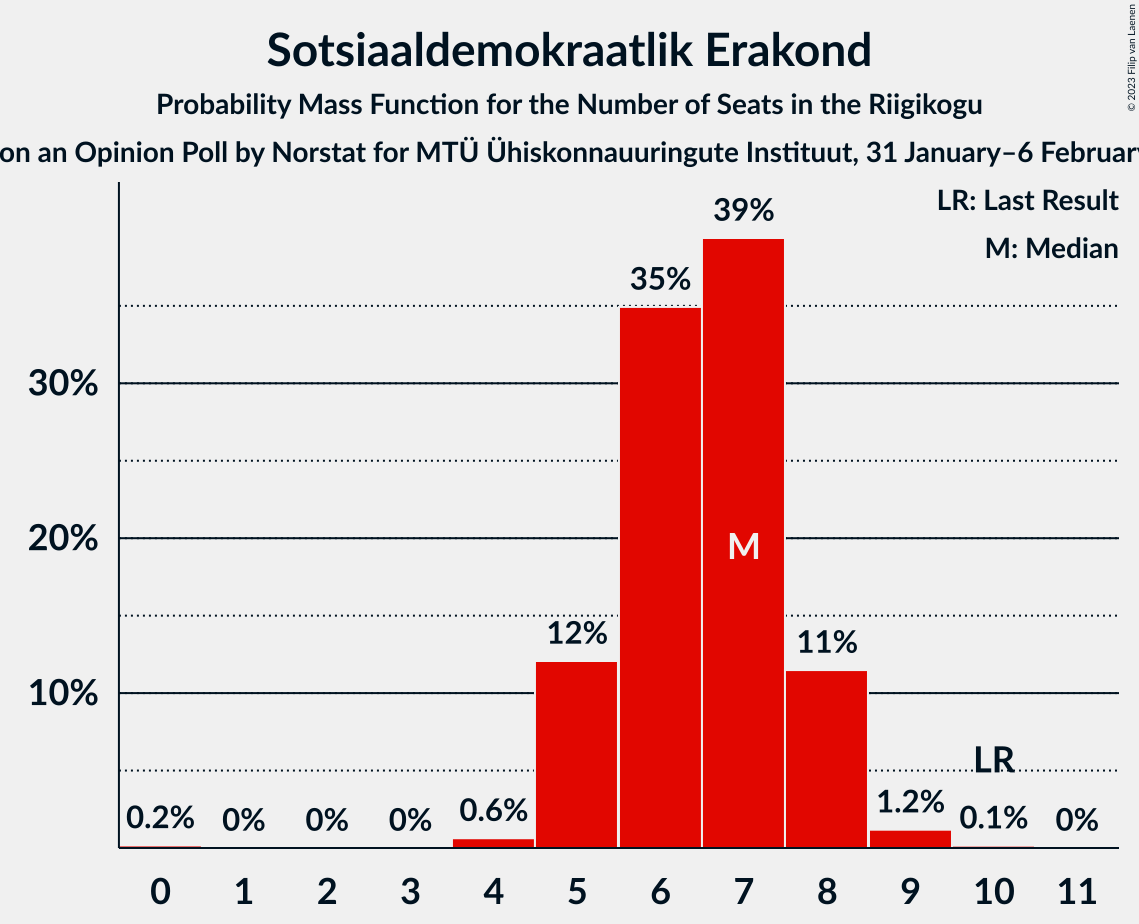 Sotsiaaldemokraatlik Erakond
Probability Mass Function for the Number of Seats in the Riigikogu
on an Opinion Poll by Norstat for MTÜ Ühiskonnauuringute Instituut, 31 January–6 February
© 2023 Filip van Laenen
LR: Last Result
M: Median
39%
35%
30%
20%
M
12%
11%
10%
LR
0.2% 0% 0% 0% 0.6% 1.2% 0.1% 0%
0 1 2 3 4 5 6 7 8 9 10 11